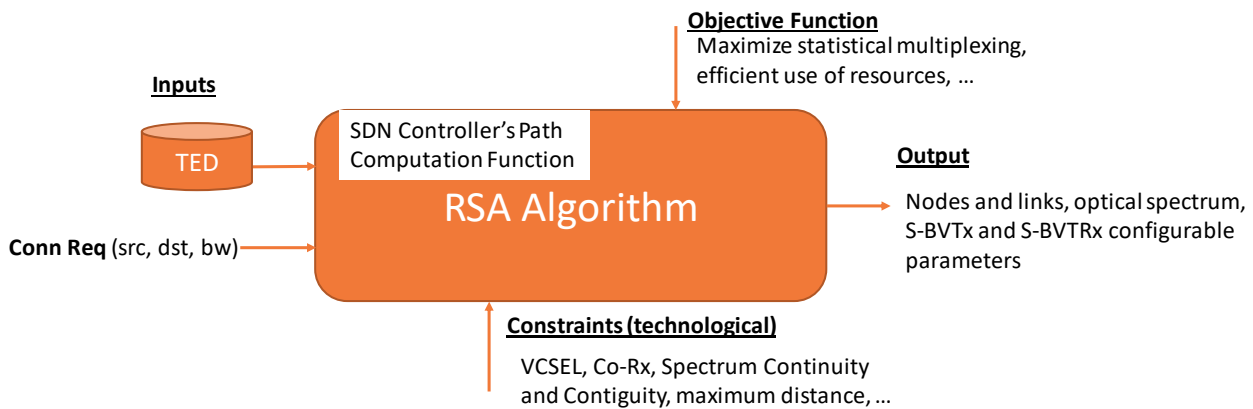 Objective Function
Maximize statistical multiplexing,
efficient use of resources, …
Inputs
TED
SDN Controller's Path
Computation Function
RSA Algorithm
Output
Nodes and links, optical spectrum,
S-BVTx and S-BVTRx configurable
parameters
Conn Req (src, dst, bw)
Constraints (technological)
VCSEL, Co-Rx, Spectrum Continuity
and Contiguity, maximum distance, …